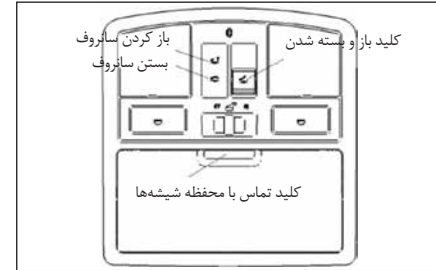 باز کردن سانروف
کلید باز و بسته شدن
بستن سانروف
کلید تماس با محفظه شیشه‌ها